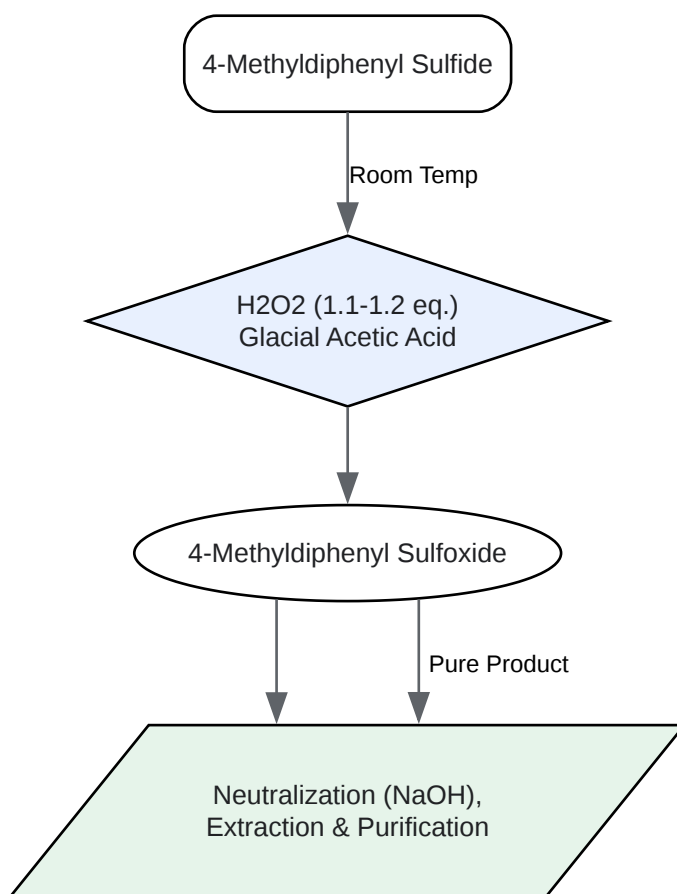 4-Methyldiphenyl Sulfide
Room Temp
H2O2 (1.1-1.2 eq.)
Glacial Acetic Acid
4-Methyldiphenyl Sulfoxide
Pure Product
Neutralization (NaOH),
Extraction & Purification